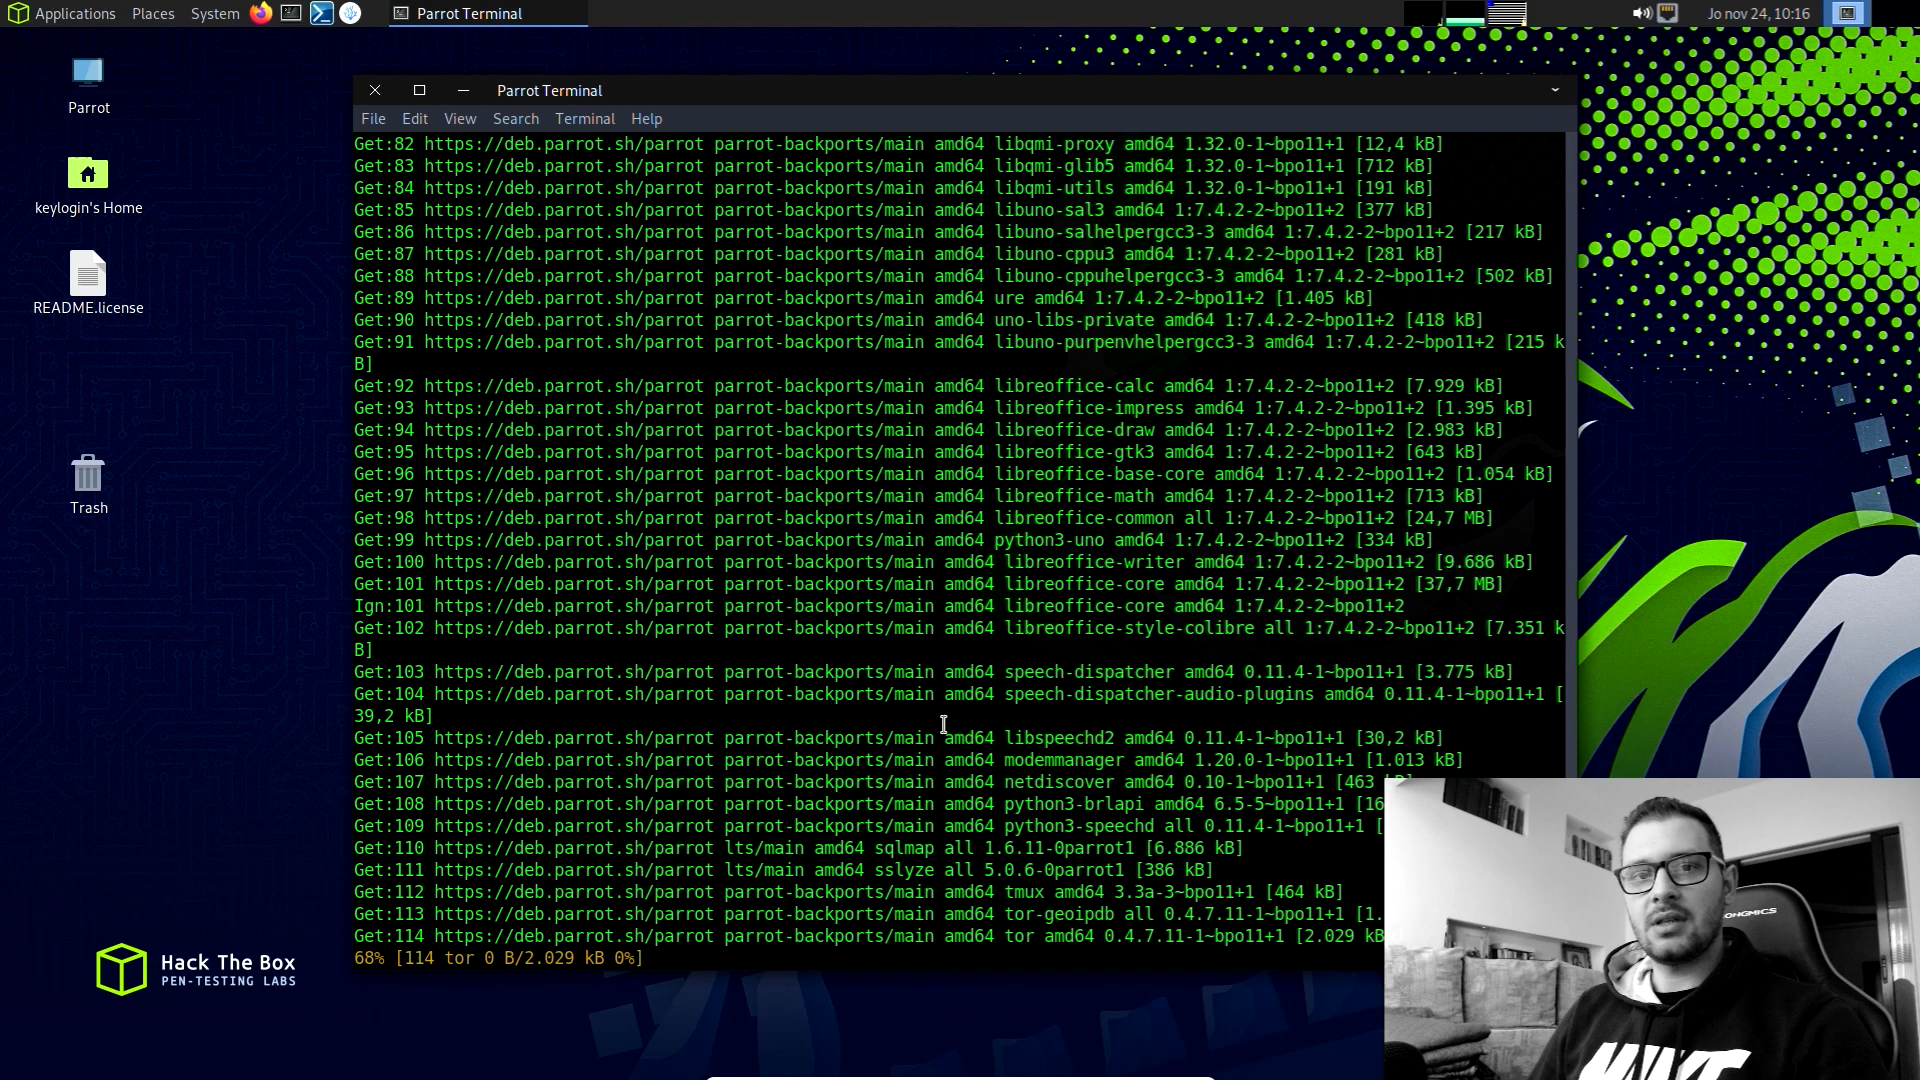 Applications Places System Parrot Terminal Jo nov 24, 10:16
Parrot
keylogin's Home
README.license
Trash
Hack The Box
PEN-TESTING LABS
Parrot Terminal
File Edit View Search Terminal Help
Get:82 https://deb.parrot.sh/parrot parrot-backports/main amd64 libqmi-proxy amd64 1.32.0-1~bpo11+1 [12,4 kB]
Get:83 https://deb.parrot.sh/parrot parrot-backports/main amd64 libqmi-glib5 amd64 1.32.0-1~bpo11+1 [712 kB]
Get:84 https://deb.parrot.sh/parrot parrot-backports/main amd64 libqmi-utils amd64 1.32.0-1~bpo11+1 [191 kB]
Get:85 https://deb.parrot.sh/parrot parrot-backports/main amd64 libuno-sal3 amd64 1:7.4.2-2~bpo11+2 [377 kB]
Get:86 https://deb.parrot.sh/parrot parrot-backports/main amd64 libuno-salhelpergcc3-3 amd64 1:7.4.2-2~bpo11+2 [217 kB]
Get:87 https://deb.parrot.sh/parrot parrot-backports/main amd64 libuno-cppu3 amd64 1:7.4.2-2~bpo11+2 [281 kB]
Get:88 https://deb.parrot.sh/parrot parrot-backports/main amd64 libuno-cppuhelpergcc3-3 amd64 1:7.4.2-2~bpo11+2 [502 kB]
Get:89 https://deb.parrot.sh/parrot parrot-backports/main amd64 ure amd64 1:7.4.2-2~bpo11+2 [1.405 kB]
Get:90 https://deb.parrot.sh/parrot parrot-backports/main amd64 uno-libs-private amd64 1:7.4.2-2~bpo11+2 [418 kB]
Get:91 https://deb.parrot.sh/parrot parrot-backports/main amd64 libuno-purpenvhelpergcc3-3 amd64 1:7.4.2-2~bpo11+2 [215 k
B]
Get:92 https://deb.parrot.sh/parrot parrot-backports/main amd64 libreoffice-calc amd64 1:7.4.2-2~bpo11+2 [7.929 kB]
Get:93 https://deb.parrot.sh/parrot parrot-backports/main amd64 libreoffice-impress amd64 1:7.4.2-2~bpo11+2 [1.395 kB]
Get:94 https://deb.parrot.sh/parrot parrot-backports/main amd64 libreoffice-draw amd64 1:7.4.2-2~bpo11+2 [2.983 kB]
Get:95 https://deb.parrot.sh/parrot parrot-backports/main amd64 libreoffice-gtk3 amd64 1:7.4.2-2~bpo11+2 [643 kB]
Get:96 https://deb.parrot.sh/parrot parrot-backports/main amd64 libreoffice-base-core amd64 1:7.4.2-2~bpo11+2 [1.054 kB]
Get:97 https://deb.parrot.sh/parrot parrot-backports/main amd64 libreoffice-math amd64 1:7.4.2-2~bpo11+2 [713 kB]
Get:98 https://deb.parrot.sh/parrot parrot-backports/main amd64 libreoffice-common all 1:7.4.2-2~bpo11+2 [24,7 MB]
Get:99 https://deb.parrot.sh/parrot parrot-backports/main amd64 python3-uno amd64 1:7.4.2-2~bpo11+2 [334 kB]
Get:100 https://deb.parrot.sh/parrot parrot-backports/main amd64 libreoffice-writer amd64 1:7.4.2-2~bpo11+2 [9.686 kB]
Get:101 https://deb.parrot.sh/parrot parrot-backports/main amd64 libreoffice-core amd64 1:7.4.2-2~bpo11+2 [37,7 MB]
Ign:101 https://deb.parrot.sh/parrot parrot-backports/main amd64 libreoffice-core amd64 1:7.4.2-2~bpo11+2
Get:102 https://deb.parrot.sh/parrot parrot-backports/main amd64 libreoffice-style-colibre all 1:7.4.2-2~bpo11+2 [7.351 k
B]
Get:103 https://deb.parrot.sh/parrot parrot-backports/main amd64 speech-dispatcher amd64 0.11.4-1~bpo11+1 [3.775 kB]
Get:104 https://deb.parrot.sh/parrot parrot-backports/main amd64 speech-dispatcher-audio-plugins amd64 0.11.4-1~bpo11+1 [
39,2 kB]
Get:105 https://deb.parrot.sh/parrot parrot-backports/main amd64 libspeechd2 amd64 0.11.4-1~bpo11+1 [30,2 kB]
Get:106 https://deb.parrot.sh/parrot parrot-backports/main amd64 modemmanager amd64 1.20.0-1~bpo11+1 [1.013 kB]
Get:107 https://deb.parrot.sh/parrot parrot-backports/main amd64 netdiscover amd64 0.10-1~bpo11+1 [463 kB]
Get:108 https://deb.parrot.sh/parrot parrot-backports/main amd64 python3-brlapi amd64 6.5-5~bpo11+1 [16
Get:109 https://deb.parrot.sh/parrot parrot-backports/main amd64 python3-speechd all 0.11.4-1~bpo11+1 [
Get:110 https://deb.parrot.sh/parrot lts/main amd64 sqlmap all 1.6.11-0parrot1 [6.886 kB]
Get:111 https://deb.parrot.sh/parrot lts/main amd64 sslyze all 5.0.6-0parrot1 [386 kB]
Get:112 https://deb.parrot.sh/parrot parrot-backports/main amd64 tmux amd64 3.3a-3~bpo11+1 [464 kB]
Get:113 https://deb.parrot.sh/parrot parrot-backports/main amd64 tor-geoipdb all 0.4.7.11-1~bpo11+1 [1.
Get:114 https://deb.parrot.sh/parrot parrot-backports/main amd64 tor amd64 0.4.7.11-1~bpo11+1 [2.029 kB
68% [114 tor 0 B/2.029 kB 0%]
ONGMICS